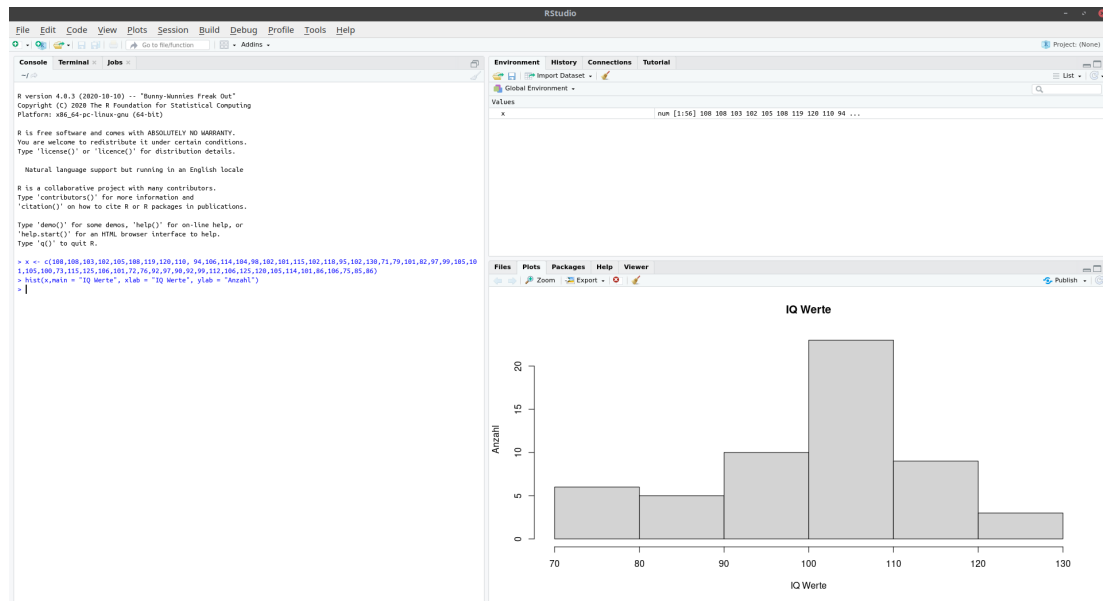 RStudio
File Edit Code View Plots Session Build Debug Profile Tools Help
Go to file/function Addins Project: (None)
Console Terminal Jobs
~/
R version 4.0.3 (2020-10-10) -- "Bunny-Wunnies Freak Out"
Copyright (C) 2020 The R Foundation for Statistical Computing
Platform: x86_64-pc-linux-gnu (64-bit)
R is free software and comes with ABSOLUTELY NO WARRANTY.
You are welcome to redistribute it under certain conditions.
Type 'license()' or 'licence()' for distribution details.
Natural language support but running in an English locale
R is a collaborative project with many contributors.
Type 'contributors()' for more information and
'citation()' on how to cite R or R packages in publications.
Type 'demo()' for some demos, 'help()' for on-line help, or
'help.start()' for an HTML browser interface to help.
Type 'q()' to quit R.
> x <- c(108,108,103,102,105,108,119,120,110, 94,106,114,104,98,102,101,115,102,110,95,102,130,71,79,101,82,97,99,105,10
1,105,100,73,115,125,106,101,72,76,92,97,90,92,99,112,106,125,120,105,114,101,86,106,75,85,86)
> hist(x,main = "IQ Werte", xlab = "IQ Werte", ylab = "Anzahl")
>
Environment History Connections Tutorial
Import Dataset List
Global Environment
Values
x num [1:56] 108 108 103 102 105 108 119 120 110 94 ...
Files Plots Packages Help Viewer
Zoom Export Publish
IQ Werte
Anzahl
20
15
10
5
0
70 80 90 100 110 120 130
IQ Werte